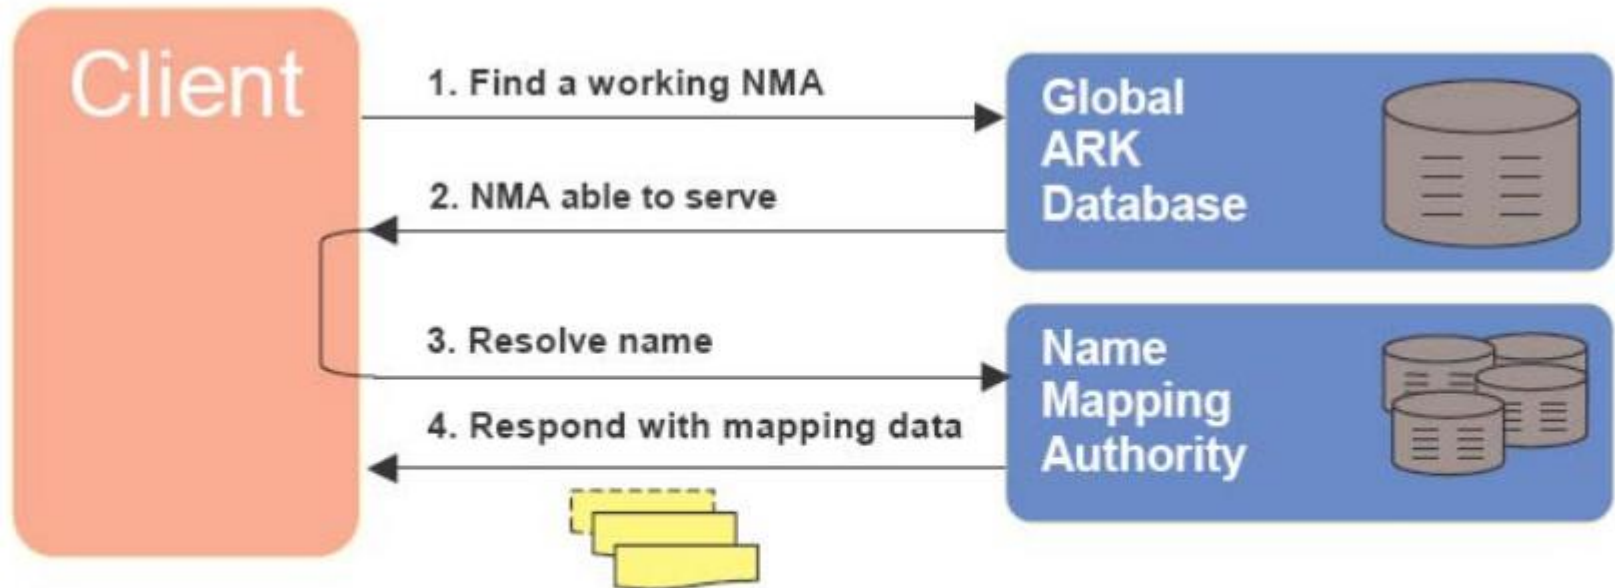 Client
1. Find a working NMA
Global
ARK
Database
2. NMA able to serve
3. Resolve name
Name
Mapping
Authority
4. Respond with mapping data